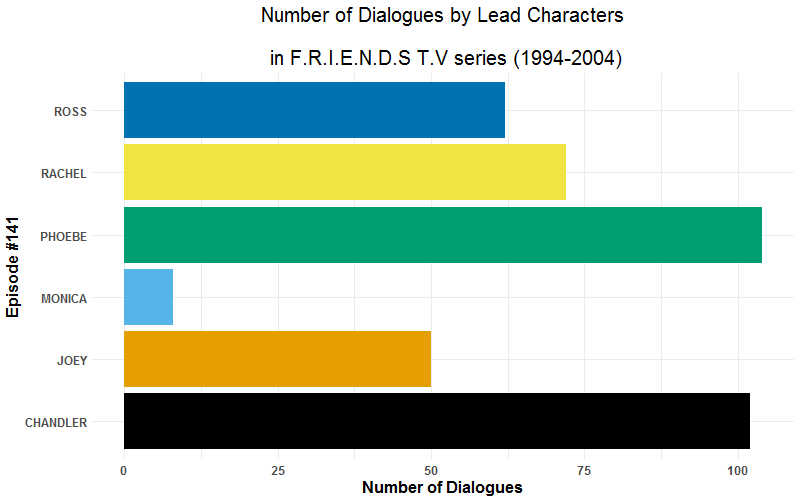 Number of Dialogues by Lead Characters
in F.R.I.E.N.D.S T.V series (1994-2004)
Episode #141
ROSS
RACHEL
PHOEBE
MONICA
JOEY
CHANDLER
0 25 50 75 100
Number of Dialogues